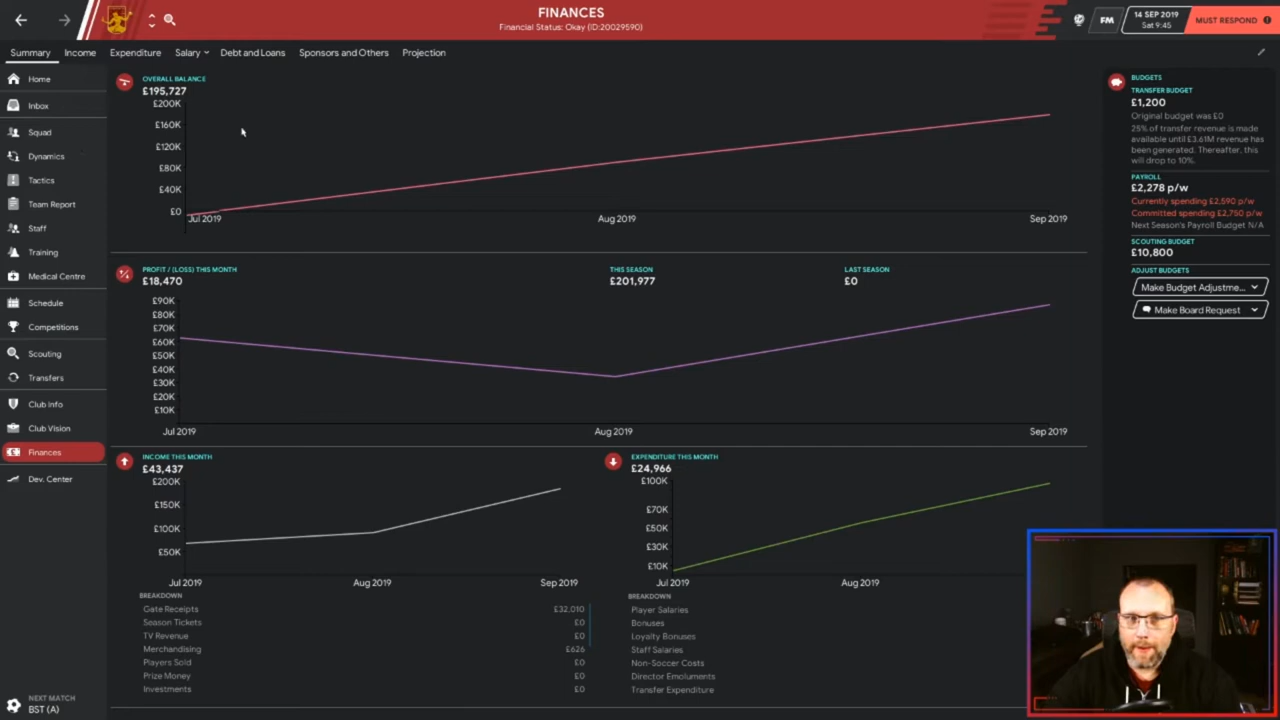 FINANCES
Financial Status: Okay (ID:20029590)
FM
14 SEP 2019
Sat 9:45
MUST RESPOND
Summary
Income
Expenditure
Salary
Debt and Loans
Sponsors and Others
Projection
Home
Inbox
Squad
Dynamics
Tactics
Team Report
Staff
Training
Medical Centre
Schedule
Competitions
Scouting
Transfers
Club Info
Club Vision
Finances
Dev. Center
NEXT MATCH
BST (A)
OVERALL BALANCE
£195,727
£200K
£160K
£120K
£80K
£40K
£0
Jul 2019
Aug 2019
Sep 2019
PROFIT / (LOSS) THIS MONTH
£18,470
THIS SEASON
£201,977
LAST SEASON
£0
£90K
£80K
£70K
£60K
£50K
£40K
£30K
£20K
£10K
Jul 2019
Aug 2019
Sep 2019
INCOME THIS MONTH
£43,437
£200K
£150K
£100K
£50K
Jul 2019
Aug 2019
Sep 2019
BREAKDOWN
Gate Receipts £32,010
Season Tickets £0
TV Revenue £0
Merchandising £626
Players Sold £0
Prize Money £0
Investments £0
EXPENDITURE THIS MONTH
£24,966
£100K
£70K
£50K
£30K
£10K
Jul 2019
Aug 2019
BREAKDOWN
Player Salaries
Bonuses
Loyalty Bonuses
Staff Salaries
Non-Soccer Costs
Director Emoluments
Transfer Expenditure
BUDGETS
TRANSFER BUDGET
£1,200
Original budget was £0
25% of transfer revenue is made
available until £3.61M revenue has
been generated. Thereafter, this
will drop to 10%.
PAYROLL
£2,278 p/w
Currently spending £2,590 p/w
Committed spending £2,750 p/w
Next Season's Payroll Budget N/A
SCOUTING BUDGET
£10,800
ADJUST BUDGETS
Make Budget Adjustme...
Make Board Request